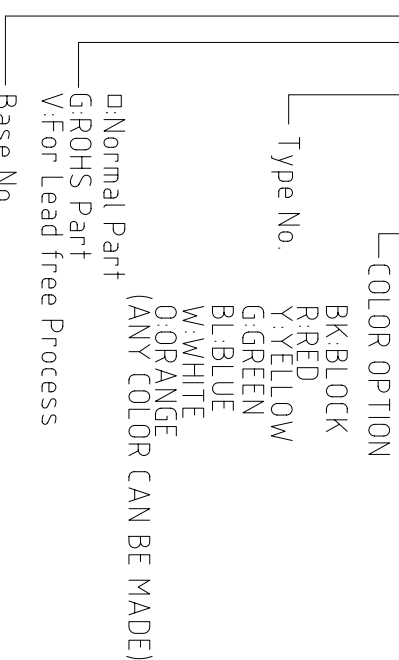 COLOR OPTION
BK:BLOCK
R:RED
Y:YELLOW
G:GREEN
BL:BLUE
W:WHITE
O:ORANGE
(ANY COLOR CAN BE MADE)
Type No.
□:Normal Part
G:ROHS Part
V:For Lead free Process
Base No